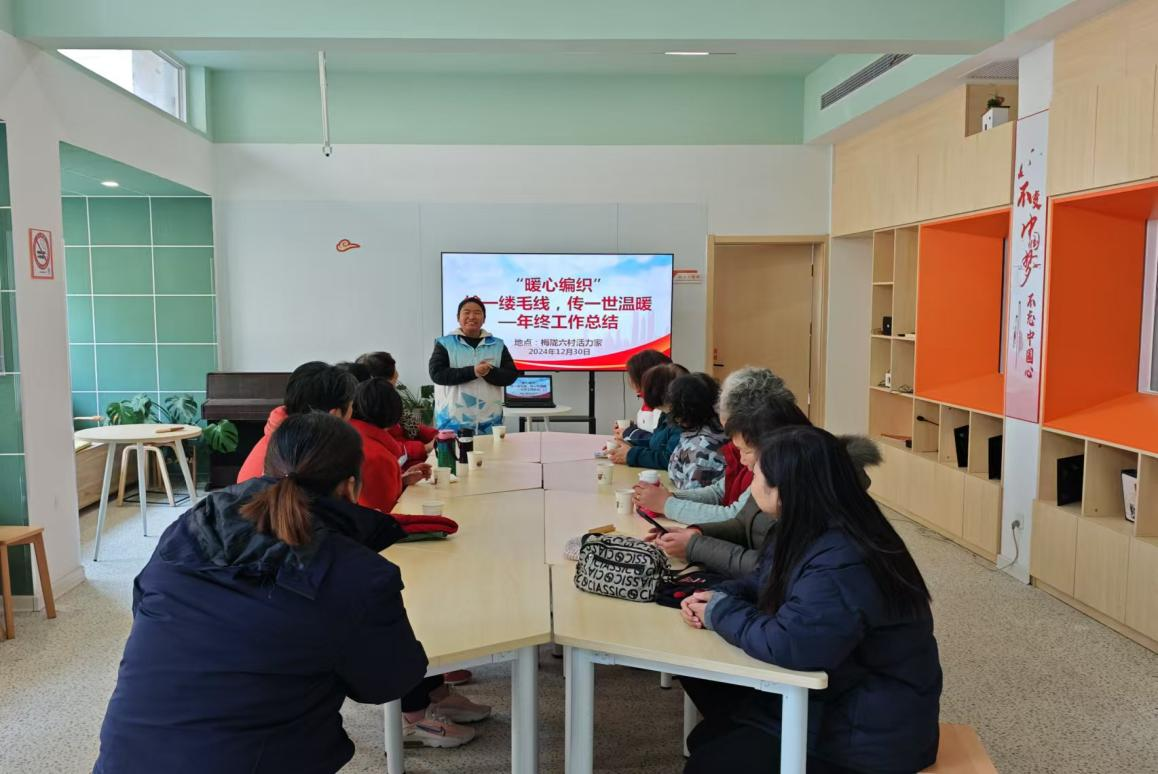 “暖心编织”
一缕毛线，传一世温暖
—年终工作总结
地点：梅陇六村活力家
2024年12月30日
不变中国梦
不忘中国心
CLASSIC